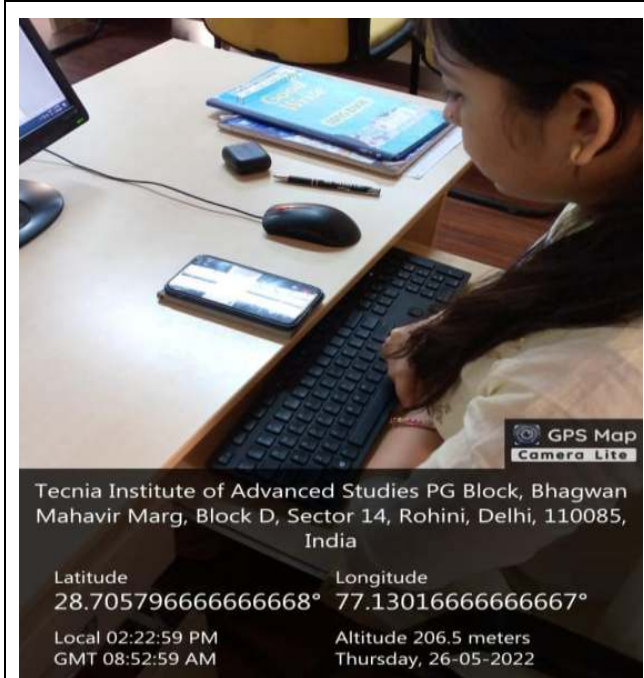 GPS Map
Camera Lite
Tecnia Institute of Advanced Studies PG Block, Bhagwan
Mahavir Marg, Block D, Sector 14, Rohini, Delhi, 110085,
India
Latitude
28.705796666666668°
Longitude
77.13016666666667°
Local 02:22:59 PM
GMT 08:52:59 AM
Altitude 206.5 meters
Thursday, 26-05-2022